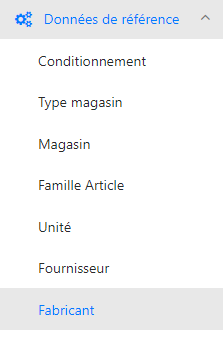 Données de référence
Conditionnement
Type magasin
Magasin
Famille Article
Unité
Fournisseur
Fabricant